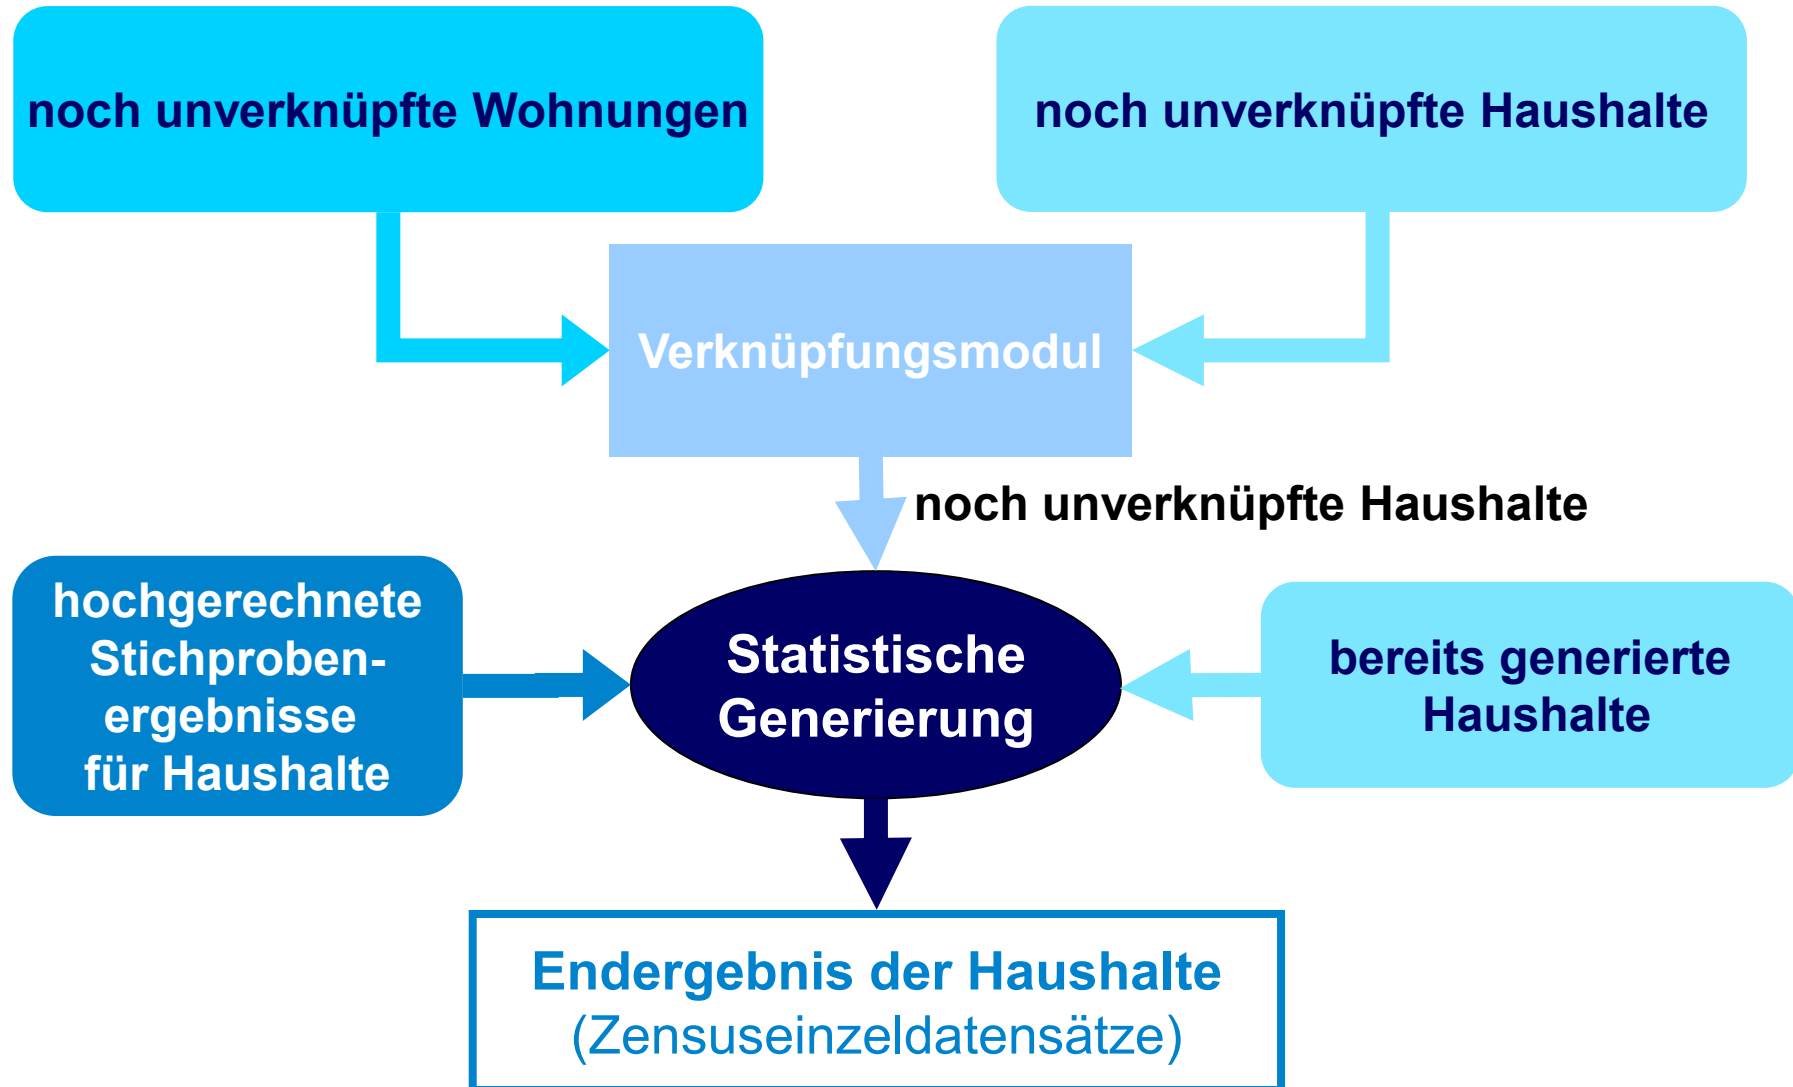 noch unverknüpfte Wohnungen
noch unverknüpfte Haushalte
Verknüpfungsmodul
noch unverknüpfte Haushalte
hochgerechnete
Stichproben-
ergebnisse
für Haushalte
Statistische
Generierung
bereits generierte
Haushalte
Endergebnis der Haushalte
(Zensuseinzeldatensätze)